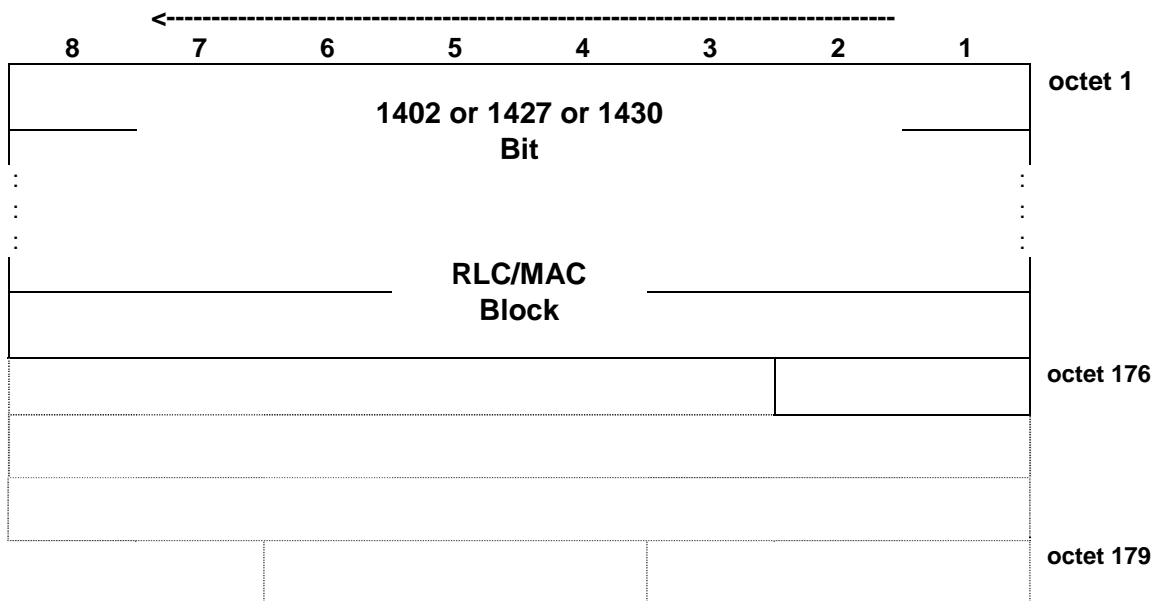 <--------------------------------------------------------------------------------
8 7 6 5 4 3 2 1
octet 1
1402 or 1427 or 1430
Bit
: :
: :
: :
RLC/MAC
Block
octet 176
octet 179